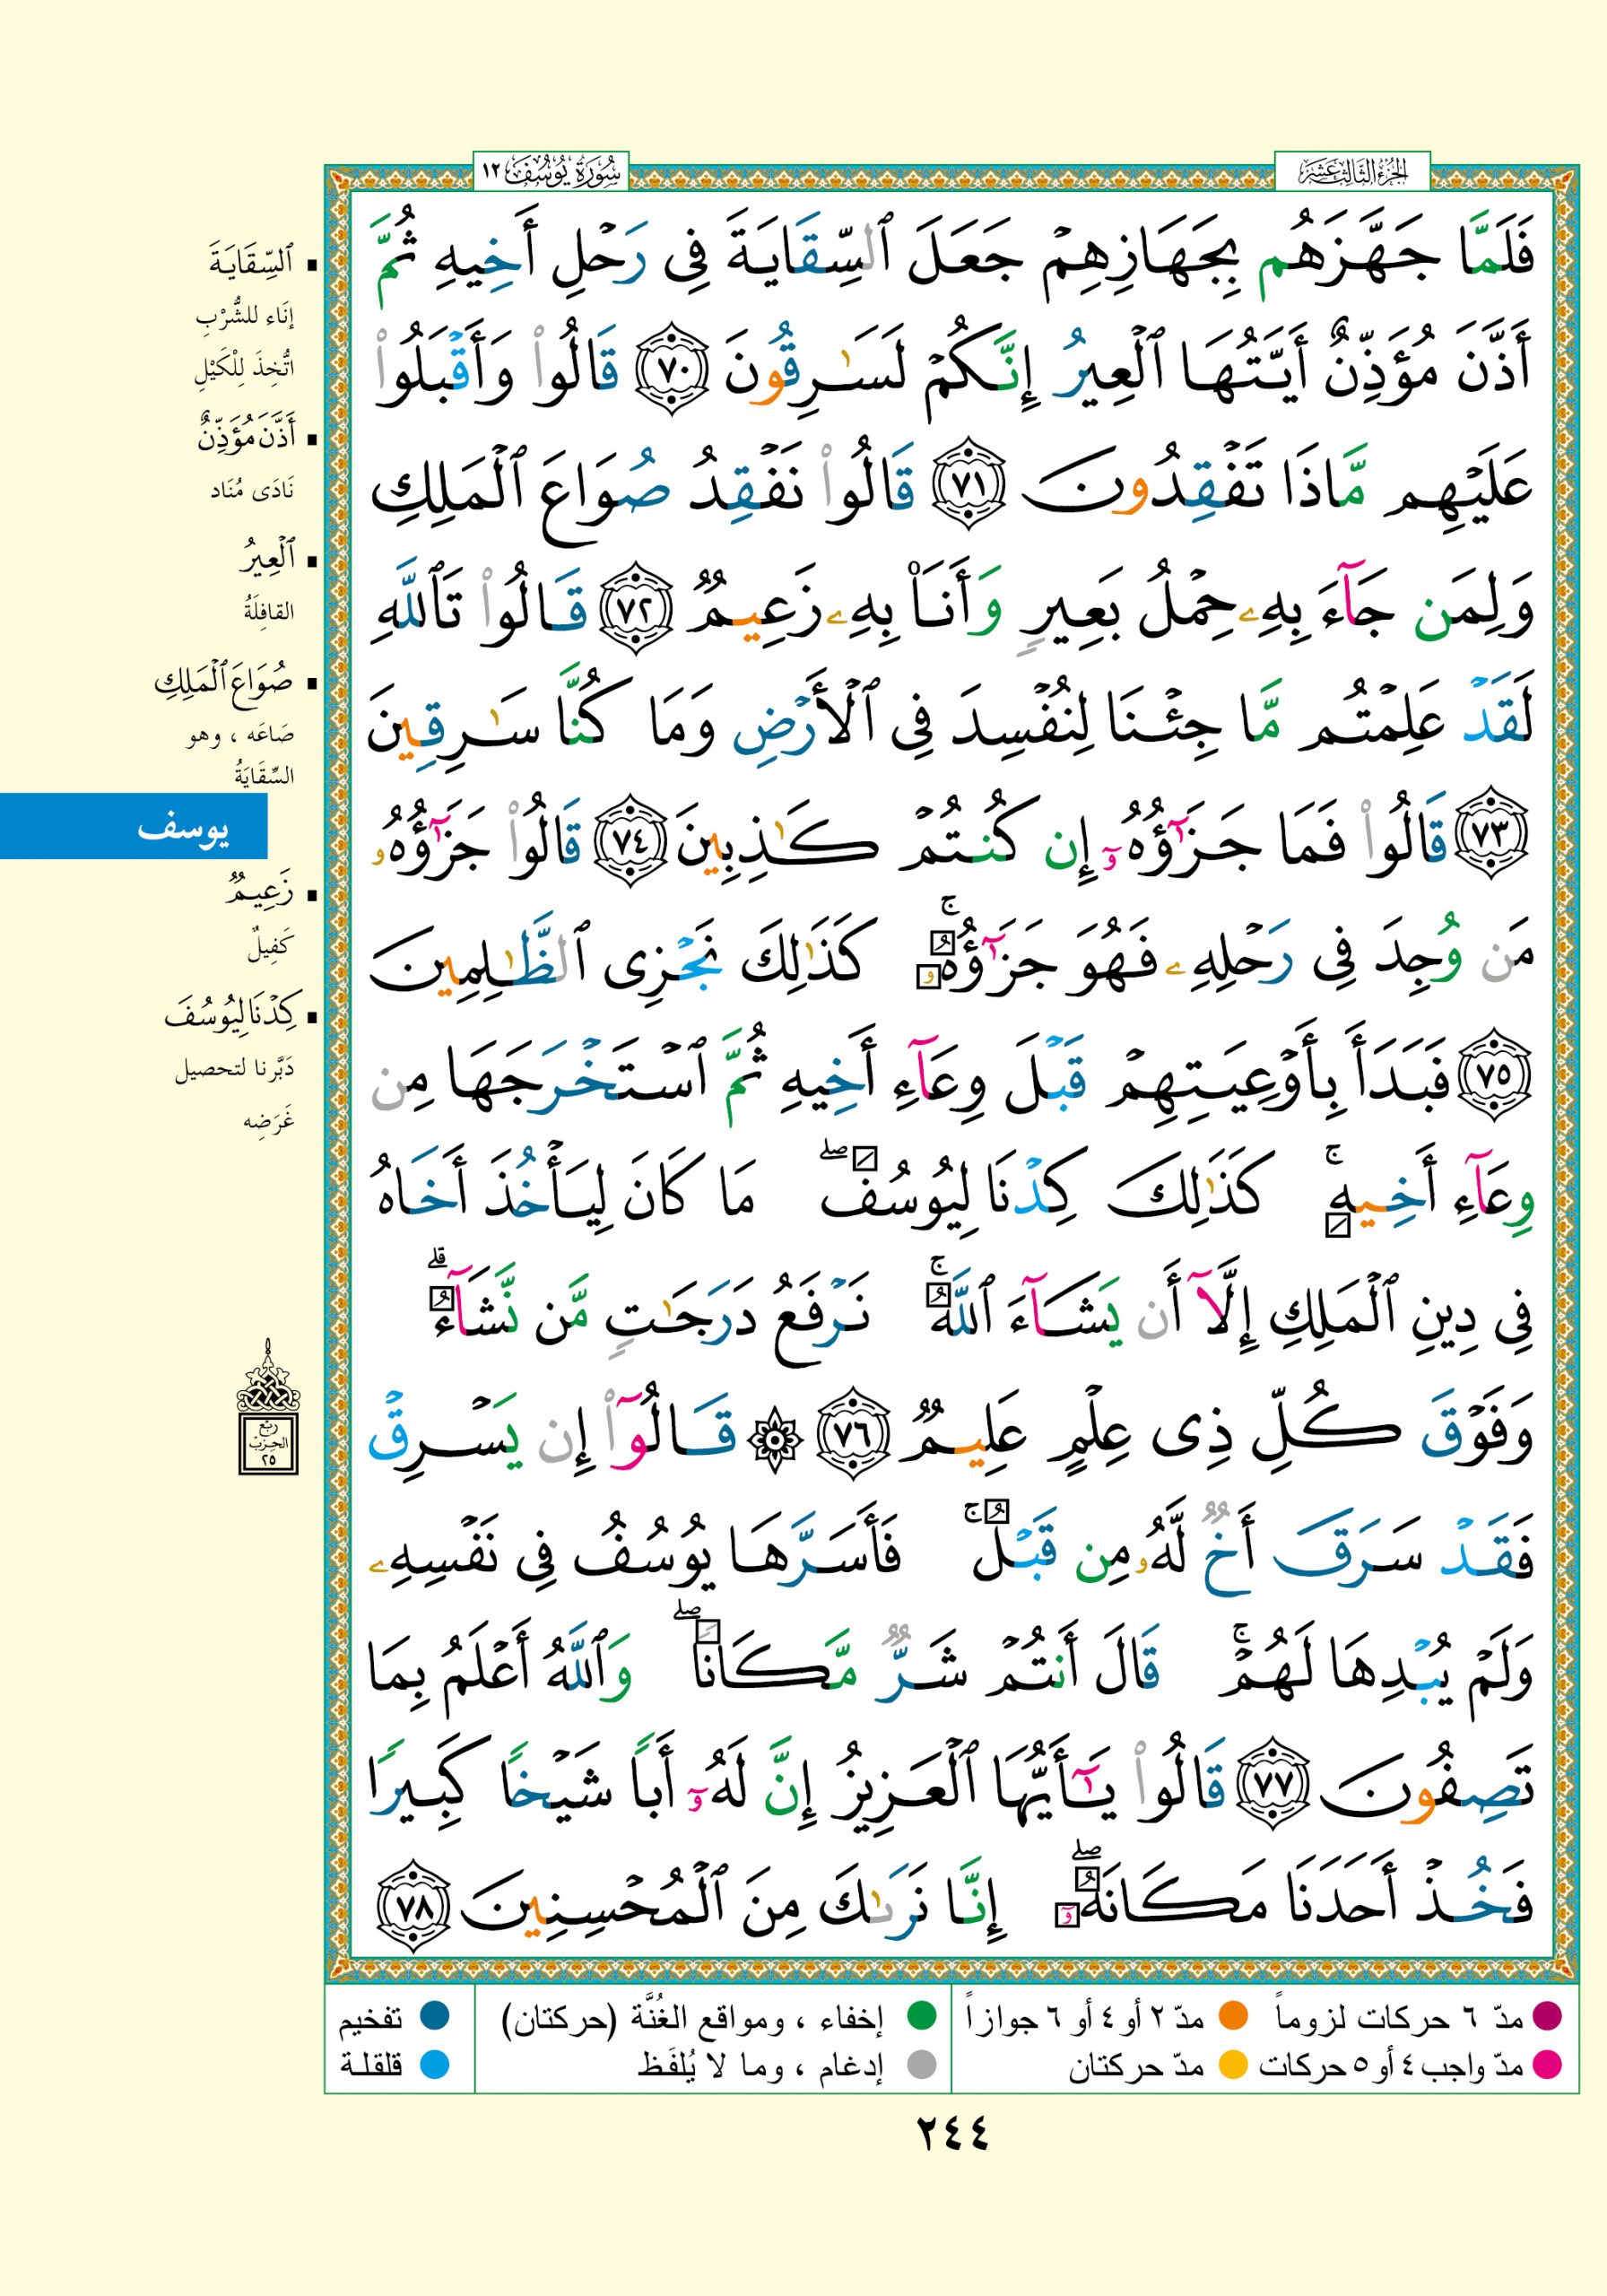 الجزء الثالث عشر
سورة يوسف ١٢
فَلَمَّا جَهَّزَهُم بِجَهَازِهِمْ جَعَلَ ٱلسِّقَايَةَ فِى رَحْلِ أَخِيهِ ثُمَّ
أَذَّنَ مُؤَذِّنٌ أَيَّتُهَا ٱلْعِيرُ إِنَّكُمْ لَسَٰرِقُونَ ٧٠ قَالُوا۟ وَأَقْبَلُوا۟
عَلَيْهِم مَّاذَا تَفْقِدُونَ ٧١ قَالُوا۟ نَفْقِدُ صُوَاعَ ٱلْمَلِكِ
وَلِمَن جَآءَ بِهِۦ حِمْلُ بَعِيرٍ وَأَنَا۠ بِهِۦ زَعِيمٌ ٧٢ قَالُوا۟ تَٱللَّهِ
لَقَدْ عَلِمْتُم مَّا جِئْنَا لِنُفْسِدَ فِى ٱلْأَرْضِ وَمَا كُنَّا سَٰرِقِينَ
٧٣ قَالُوا۟ فَمَا جَزَٰٓؤُهُۥٓ إِن كُنتُمْ كَٰذِبِينَ ٧٤ قَالُوا۟ جَزَٰٓؤُهُۥ
مَن وُجِدَ فِى رَحْلِهِۦ فَهُوَ جَزَٰٓؤُهُۥ ۚ كَذَٰلِكَ نَجْزِى ٱلظَّٰلِمِينَ
٧٥ فَبَدَأَ بِأَوْعِيَتِهِمْ قَبْلَ وِعَآءِ أَخِيهِ ثُمَّ ٱسْتَخْرَجَهَا مِن
وِعَآءِ أَخِيهِ ۚ كَذَٰلِكَ كِدْنَا لِيُوسُفَ ۖ مَا كَانَ لِيَأْخُذَ أَخَاهُ
فِى دِينِ ٱلْمَلِكِ إِلَّآ أَن يَشَآءَ ٱللَّهُ ۚ نَرْفَعُ دَرَجَٰتٍ مَّن نَّشَآءُ ۗ
وَفَوْقَ كُلِّ ذِى عِلْمٍ عَلِيمٌ ٧٦ ۞ قَالُوٓا۟ إِن يَسْرِقْ
فَقَدْ سَرَقَ أَخٌ لَّهُۥ مِن قَبْلُ ۚ فَأَسَرَّهَا يُوسُفُ فِى نَفْسِهِۦ
وَلَمْ يُبْدِهَا لَهُمْ ۚ قَالَ أَنتُمْ شَرٌّ مَّكَانًا ۖ وَٱللَّهُ أَعْلَمُ بِمَا
تَصِفُونَ ٧٧ قَالُوا۟ يَٰٓأَيُّهَا ٱلْعَزِيزُ إِنَّ لَهُۥٓ أَبًا شَيْخًا كَبِيرًا
فَخُذْ أَحَدَنَا مَكَانَهُۥٓ ۖ إِنَّا نَرَىٰكَ مِنَ ٱلْمُحْسِنِينَ ٧٨
ٱلسِّقَايَةَ
إنَاء للشُّرْبِ
اتُّخِذَ لِلْكَيْلِ
أَذَّنَ مُؤَذِّنٌ
نَادَى مُنَاد
ٱلْعِيرُ
القافِلَةُ
صُوَاعَ ٱلْمَلِكِ
صَاعَه ، وهو
السِّقَايَةُ
يوسف
زَعِيمٌ
كَفِيلٌ
كِدْنَا لِيُوسُفَ
دَبَّرنا لتحصيل
غَرَضِه
ربع
الحزب
٢٥
مدّ ٦ حركات لزوماً
مدّ ٢ أو ٤ أو ٦ جوازاً
إخفاء ، ومواقع الغُنَّة (حركتان)
تفخيم
مدّ واجب ٤ أو ٥ حركات
مدّ حركتان
إدغام ، وما لا يُلفَظ
قلقلة
٢٤٤